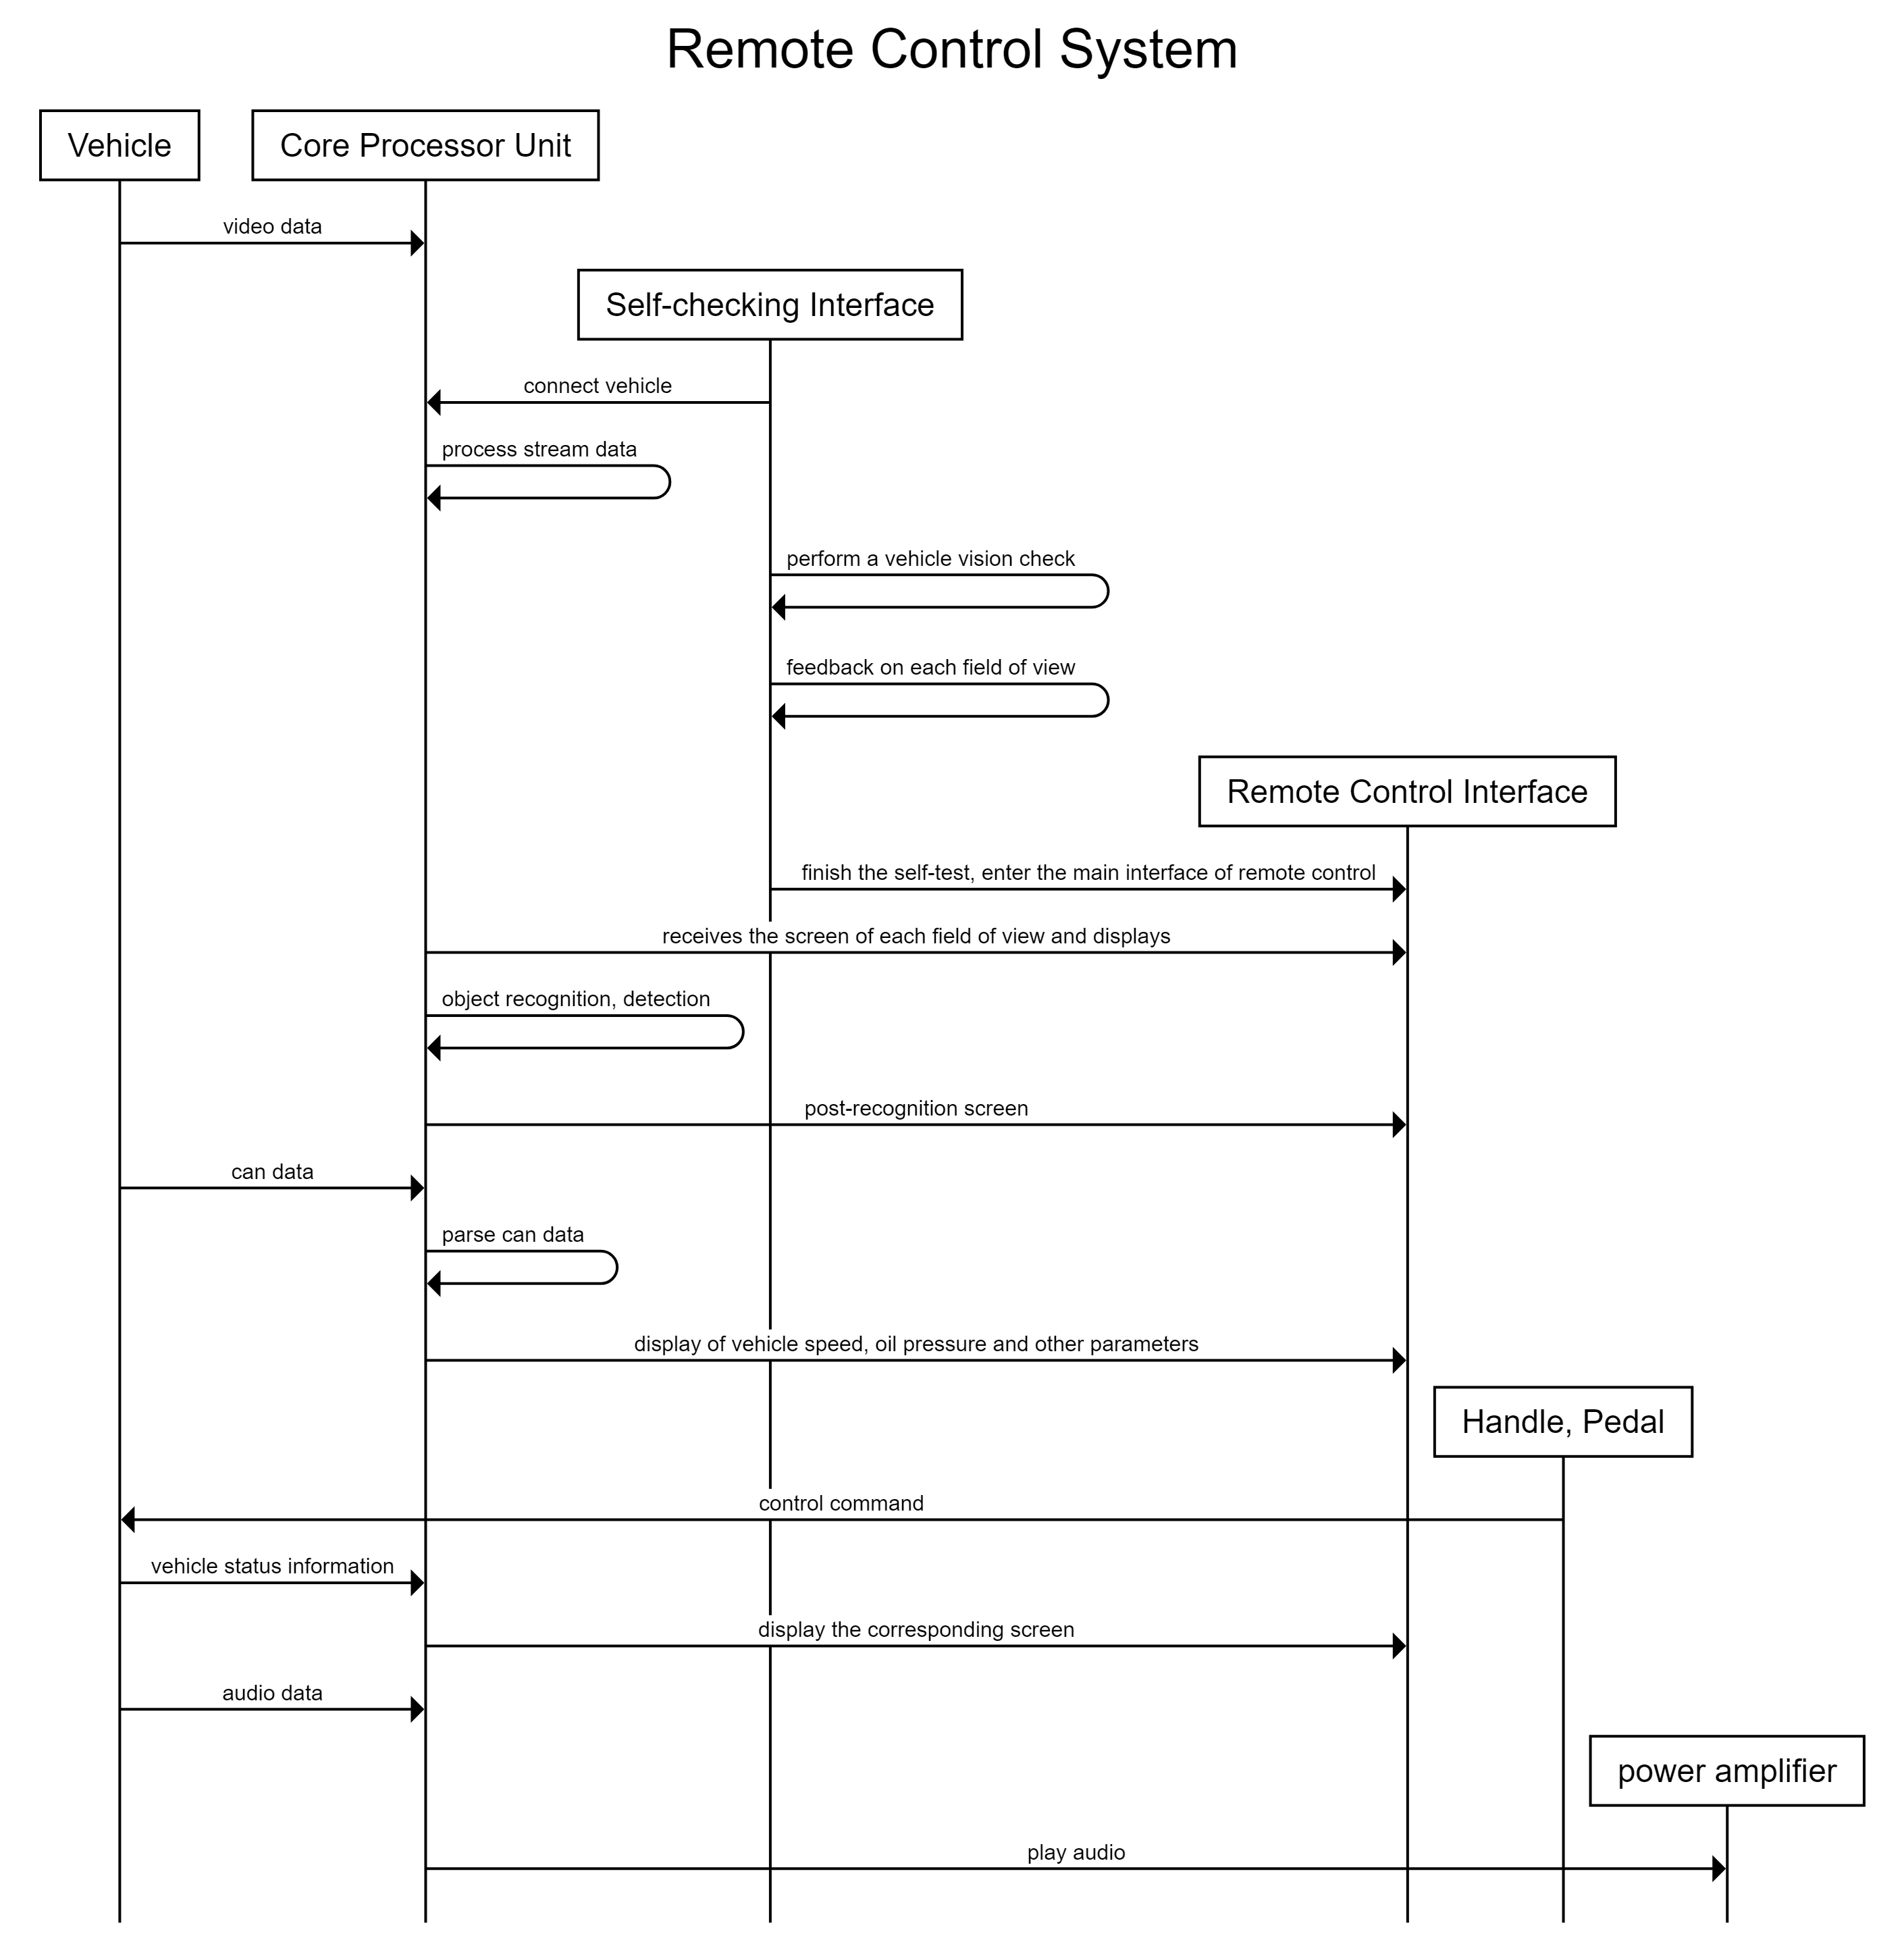 Remote Control System
Vehicle
Core Processor Unit
video data
Self-checking Interface
connect vehicle
process stream data
perform a vehicle vision check
feedback on each field of view
Remote Control Interface
finish the self-test, enter the main interface of remote control
receives the screen of each field of view and displays
object recognition, detection
post-recognition screen
can data
parse can data
display of vehicle speed, oil pressure and other parameters
Handle, Pedal
control command
vehicle status information
display the corresponding screen
audio data
power amplifier
play audio